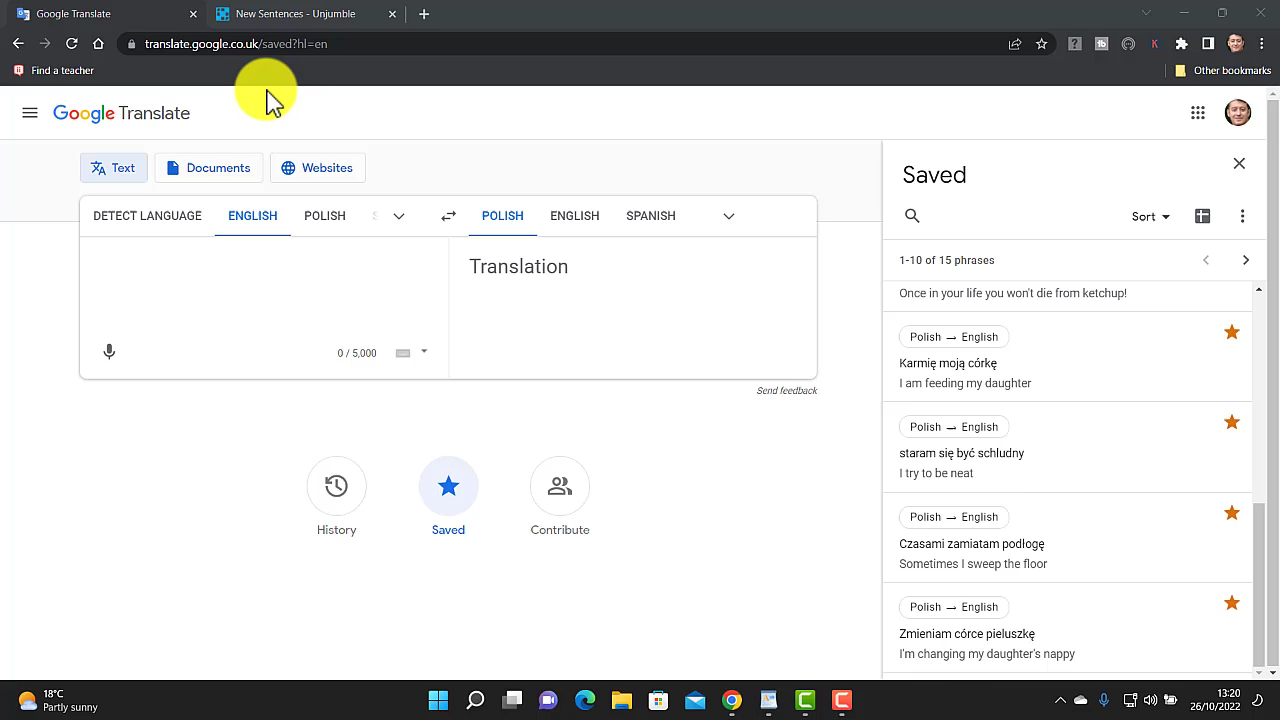 Google Translate
New Sentences - Unjumble
translate.google.co.uk/saved?hl=en
Find a teacher
Other bookmarks
Google Translate
Text
Documents
Websites
DETECT LANGUAGE
ENGLISH
POLISH
POLISH
ENGLISH
SPANISH
Translation
0 / 5,000
Send feedback
History
Saved
Contribute
Saved
Sort
1-10 of 15 phrases
Once in your life you won't die from ketchup!
Polish → English
Karmię moją córkę
I am feeding my daughter
Polish → English
staram się być schludny
I try to be neat
Polish → English
Czasami zamiatam podłogę
Sometimes I sweep the floor
Polish → English
Zmieniam córce pieluszkę
I'm changing my daughter's nappy
18°C
Partly sunny
13:20
26/10/2022